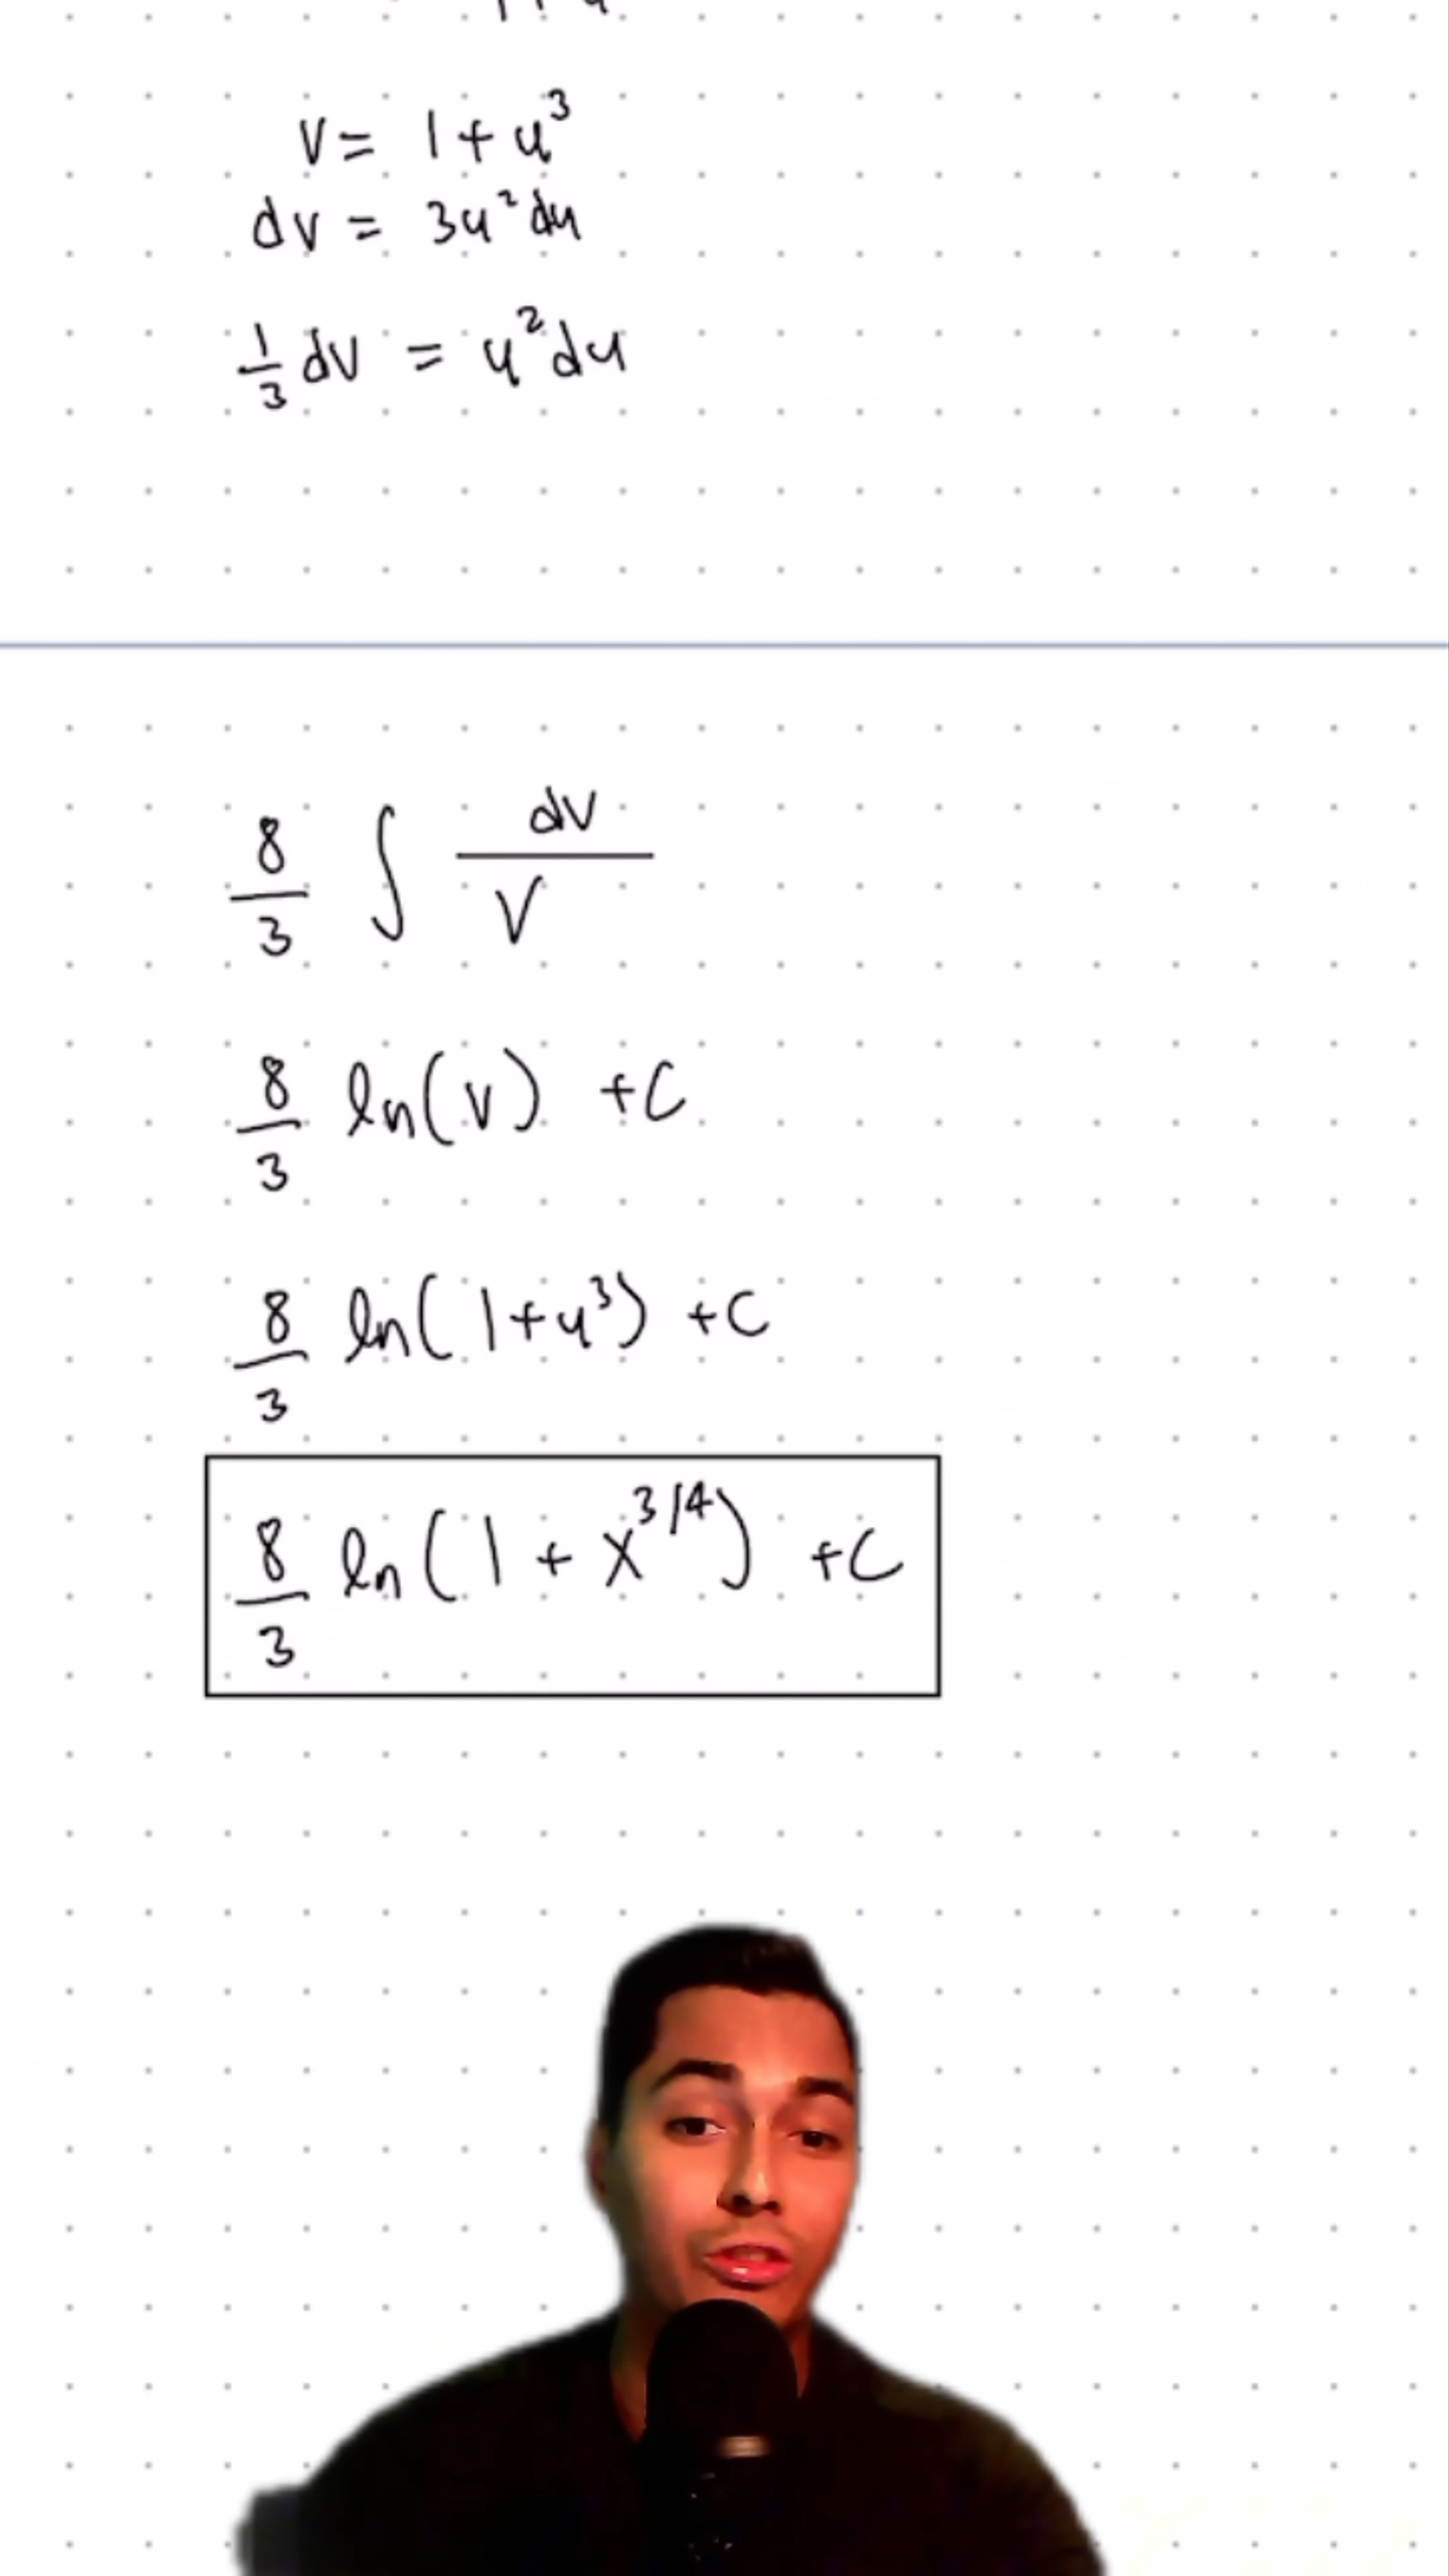 v = 1 + u³
dv = 3u² du
1/3 dv = u² du
8/3 ∫ dv/v
8/3 ln(v) + C
8/3 ln(1+u³) + C
8/3 ln(1 + x^(3/4)) + C